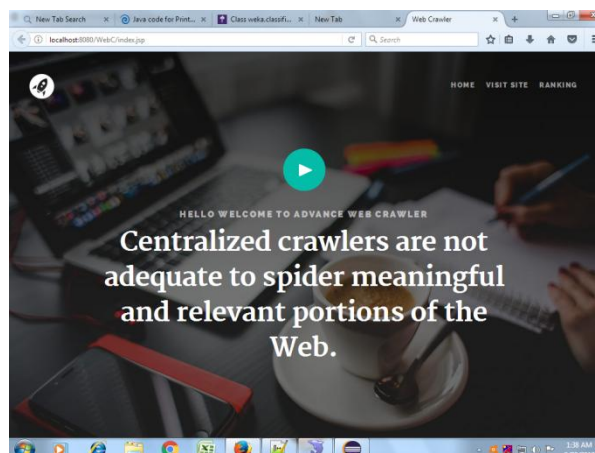 New Tab Search
Java code for Print...
Class weka.classifi...
New Tab
Web Crawler
localhost:8080/WebC/index.jsp
Search
HOME VISIT SITE RANKING
HELLO WELCOME TO ADVANCE WEB CRAWLER
Centralized crawlers are not
adequate to spider meaningful
and relevant portions of the
Web.
1:38 AM